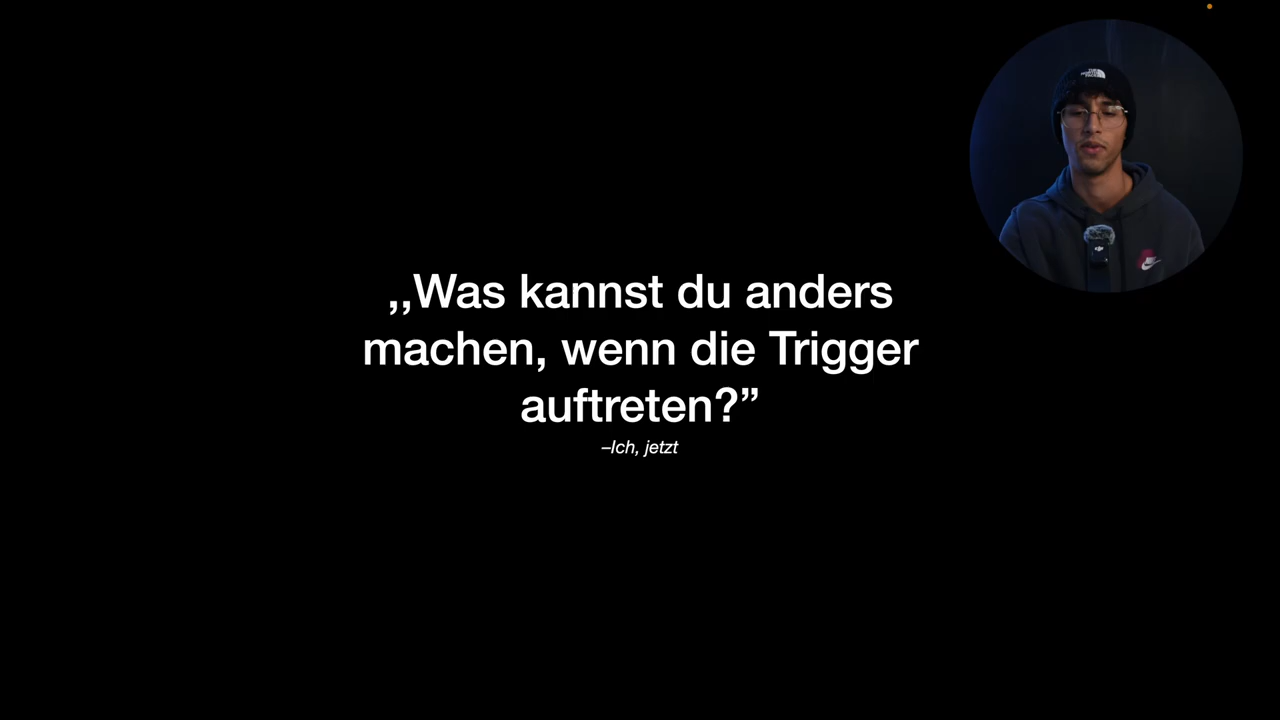 ,,Was kannst du anders
machen, wenn die Trigger
auftreten?”
–Ich, jetzt